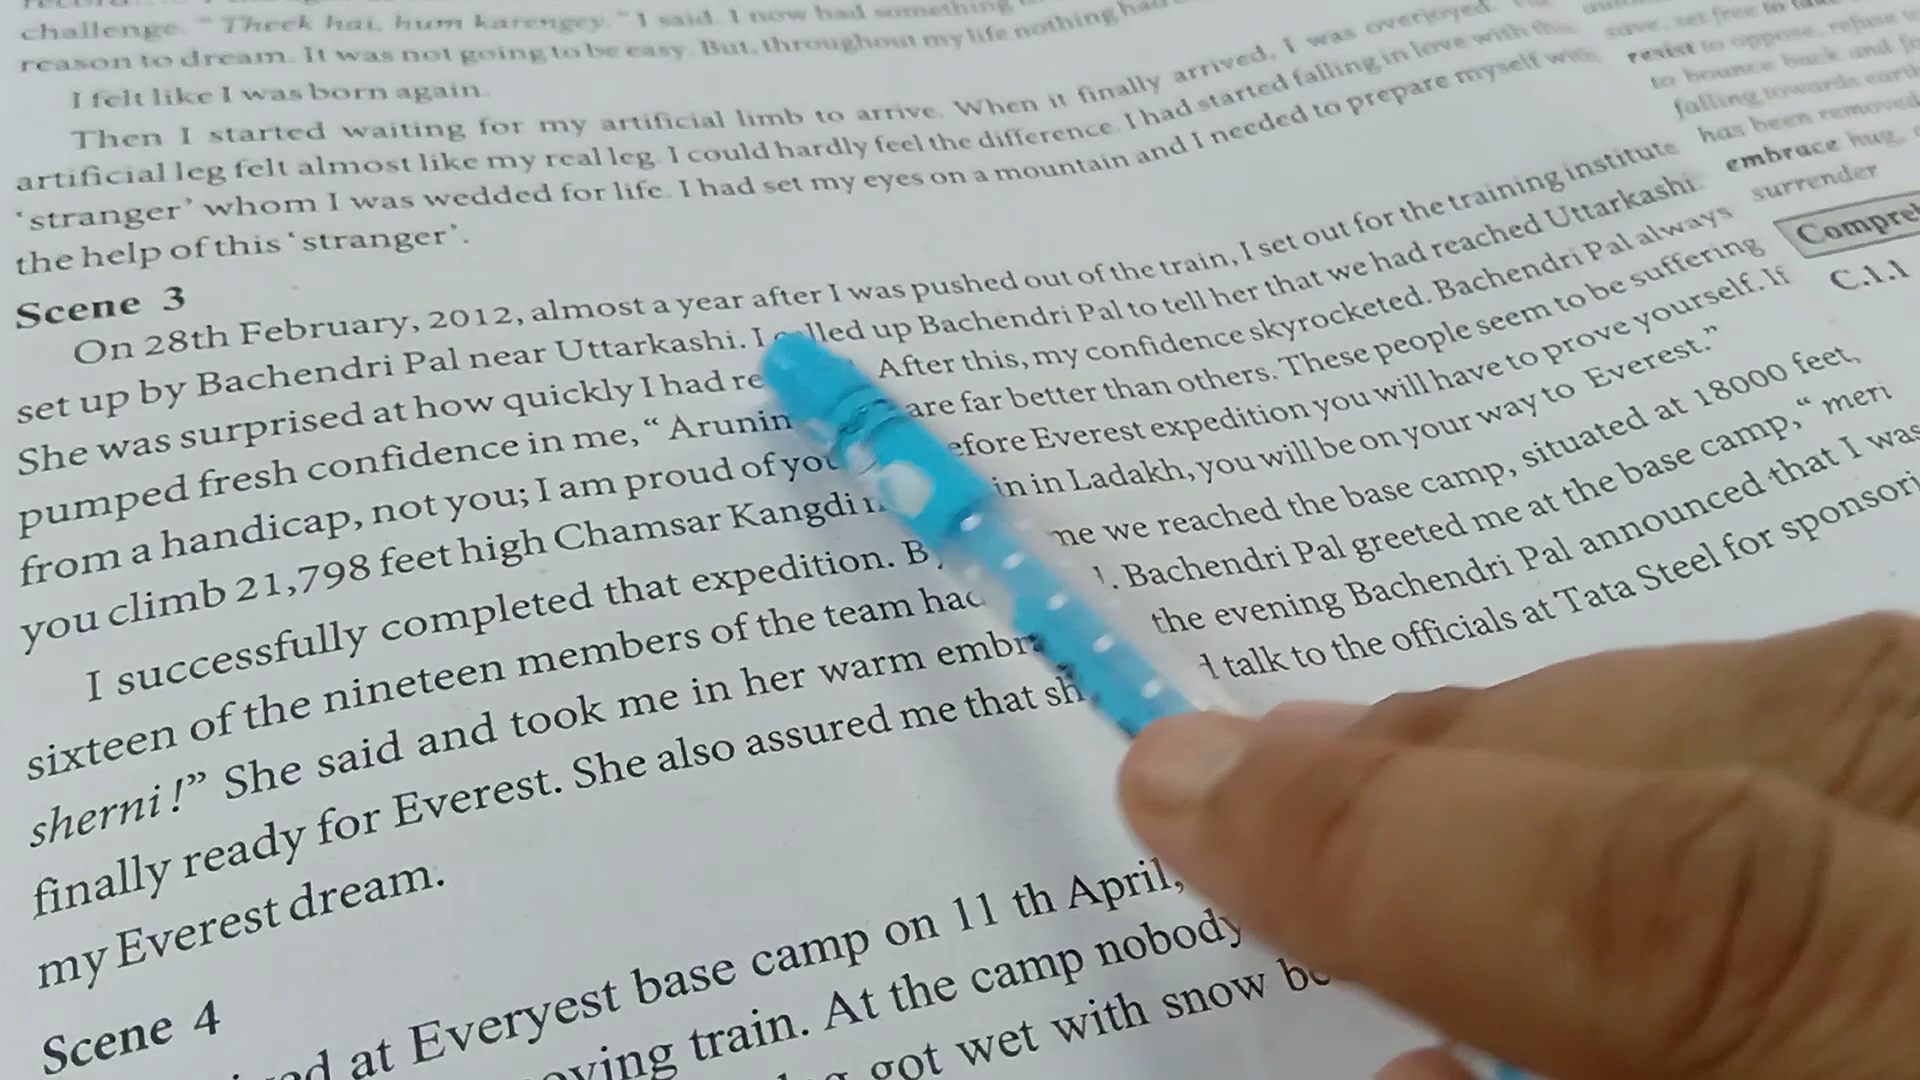 challenge. "Theek hai, hum karengey," I said. I now had something
reason to dream. It was not going to be easy. But, throughout my life nothing had
I felt like I was born again.
Then I started waiting for my artificial limb to arrive. When it finally arrived, I was overjoyed.
artificial leg felt almost like my real leg. I could hardly feel the difference. I had started falling in love with this
'stranger' whom I was wedded for life. I had set my eyes on a mountain and I needed to prepare myself with
the help of this 'stranger'.
Scene 3
On 28th February, 2012, almost a year after I was pushed out of the train, I set out for the training institute
set up by Bachendri Pal near Uttarkashi. I called up Bachendri Pal to tell her that we had reached Uttarkashi.
She was surprised at how quickly I had re After this, my confidence skyrocketed. Bachendri Pal always
pumped fresh confidence in me, " Arunim are far better than others. These people seem to be suffering
from a handicap, not you; I am proud of you efore Everest expedition you will have to prove yourself. If
you climb 21,798 feet high Chamsar Kangdi in in Ladakh, you will be on your way to Everest."
I successfully completed that expedition. By me we reached the base camp, situated at 18000 feet,
sixteen of the nineteen members of the team had . Bachendri Pal greeted me at the base camp, " meri
sherni !" She said and took me in her warm embra the evening Bachendri Pal announced that I was
finally ready for Everest. She also assured me that sh d talk to the officials at Tata Steel for sponsori
my Everest dream.
Scene 4
ed at Everyest base camp on 11 th April,
oving train. At the camp nobody
got wet with snow
save, set free
resist to oppose, refuse
to bounce back and
falling towards earth
has been removed
embrace hug,
surrender
Compreh
C.1.1